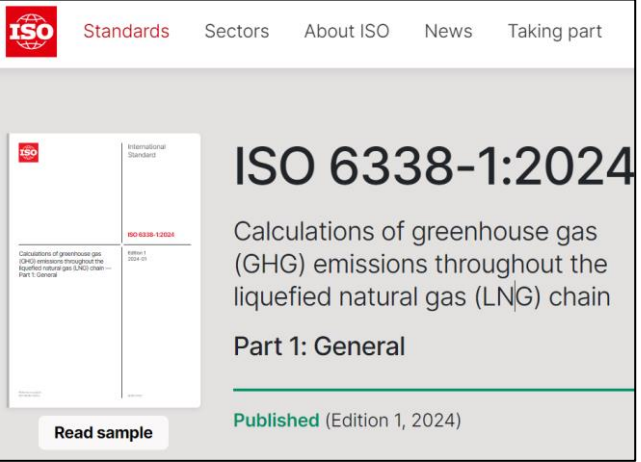 ISO
Standards Sectors About ISO News Taking part
ISO
International
Standard
ISO 6338-1:2024
Calculations of greenhouse gas
(GHG) emissions throughout the
liquefied natural gas (LNG) chain —
Part 1: General
Edition 1
2024-01
Read sample
ISO 6338-1:2024
Calculations of greenhouse gas
(GHG) emissions throughout the
liquefied natural gas (LNG) chain
Part 1: General
Published (Edition 1, 2024)